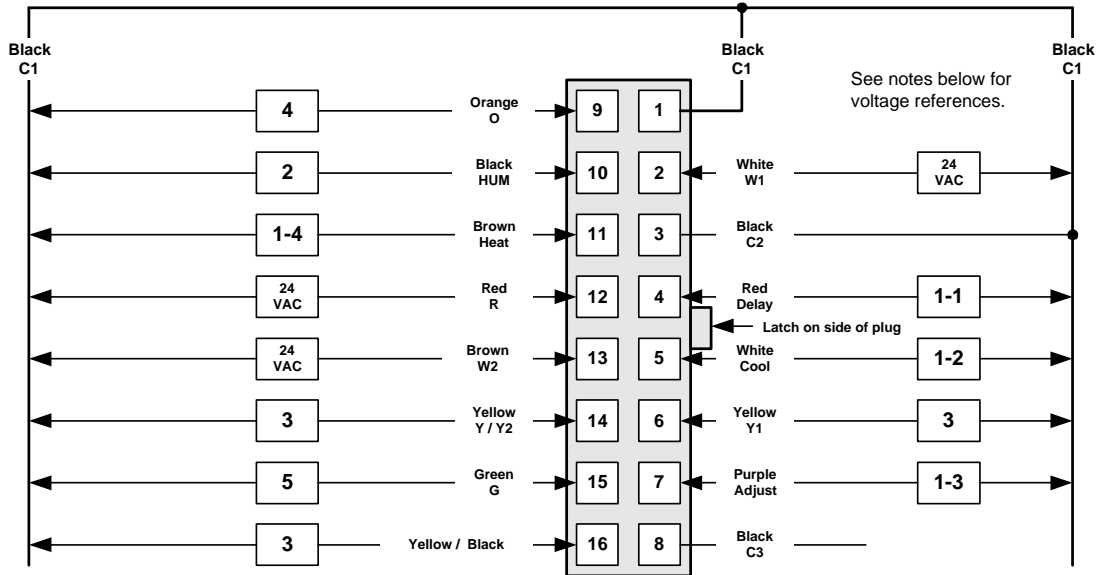 Black
C1
Black
C1
Black
C1
See notes below for
voltage references.
4
Orange
O
9
1
2
Black
HUM
10
2
White
W1
24
VAC
1-4
Brown
Heat
11
3
Black
C2
24
VAC
Red
R
12
4
Red
Delay
1-1
Latch on side of plug
24
VAC
Brown
W2
13
5
White
Cool
1-2
3
Yellow
Y / Y2
14
6
Yellow
Y1
3
5
Green
G
15
7
Purple
Adjust
1-3
3
Yellow / Black
16
8
Black
C3